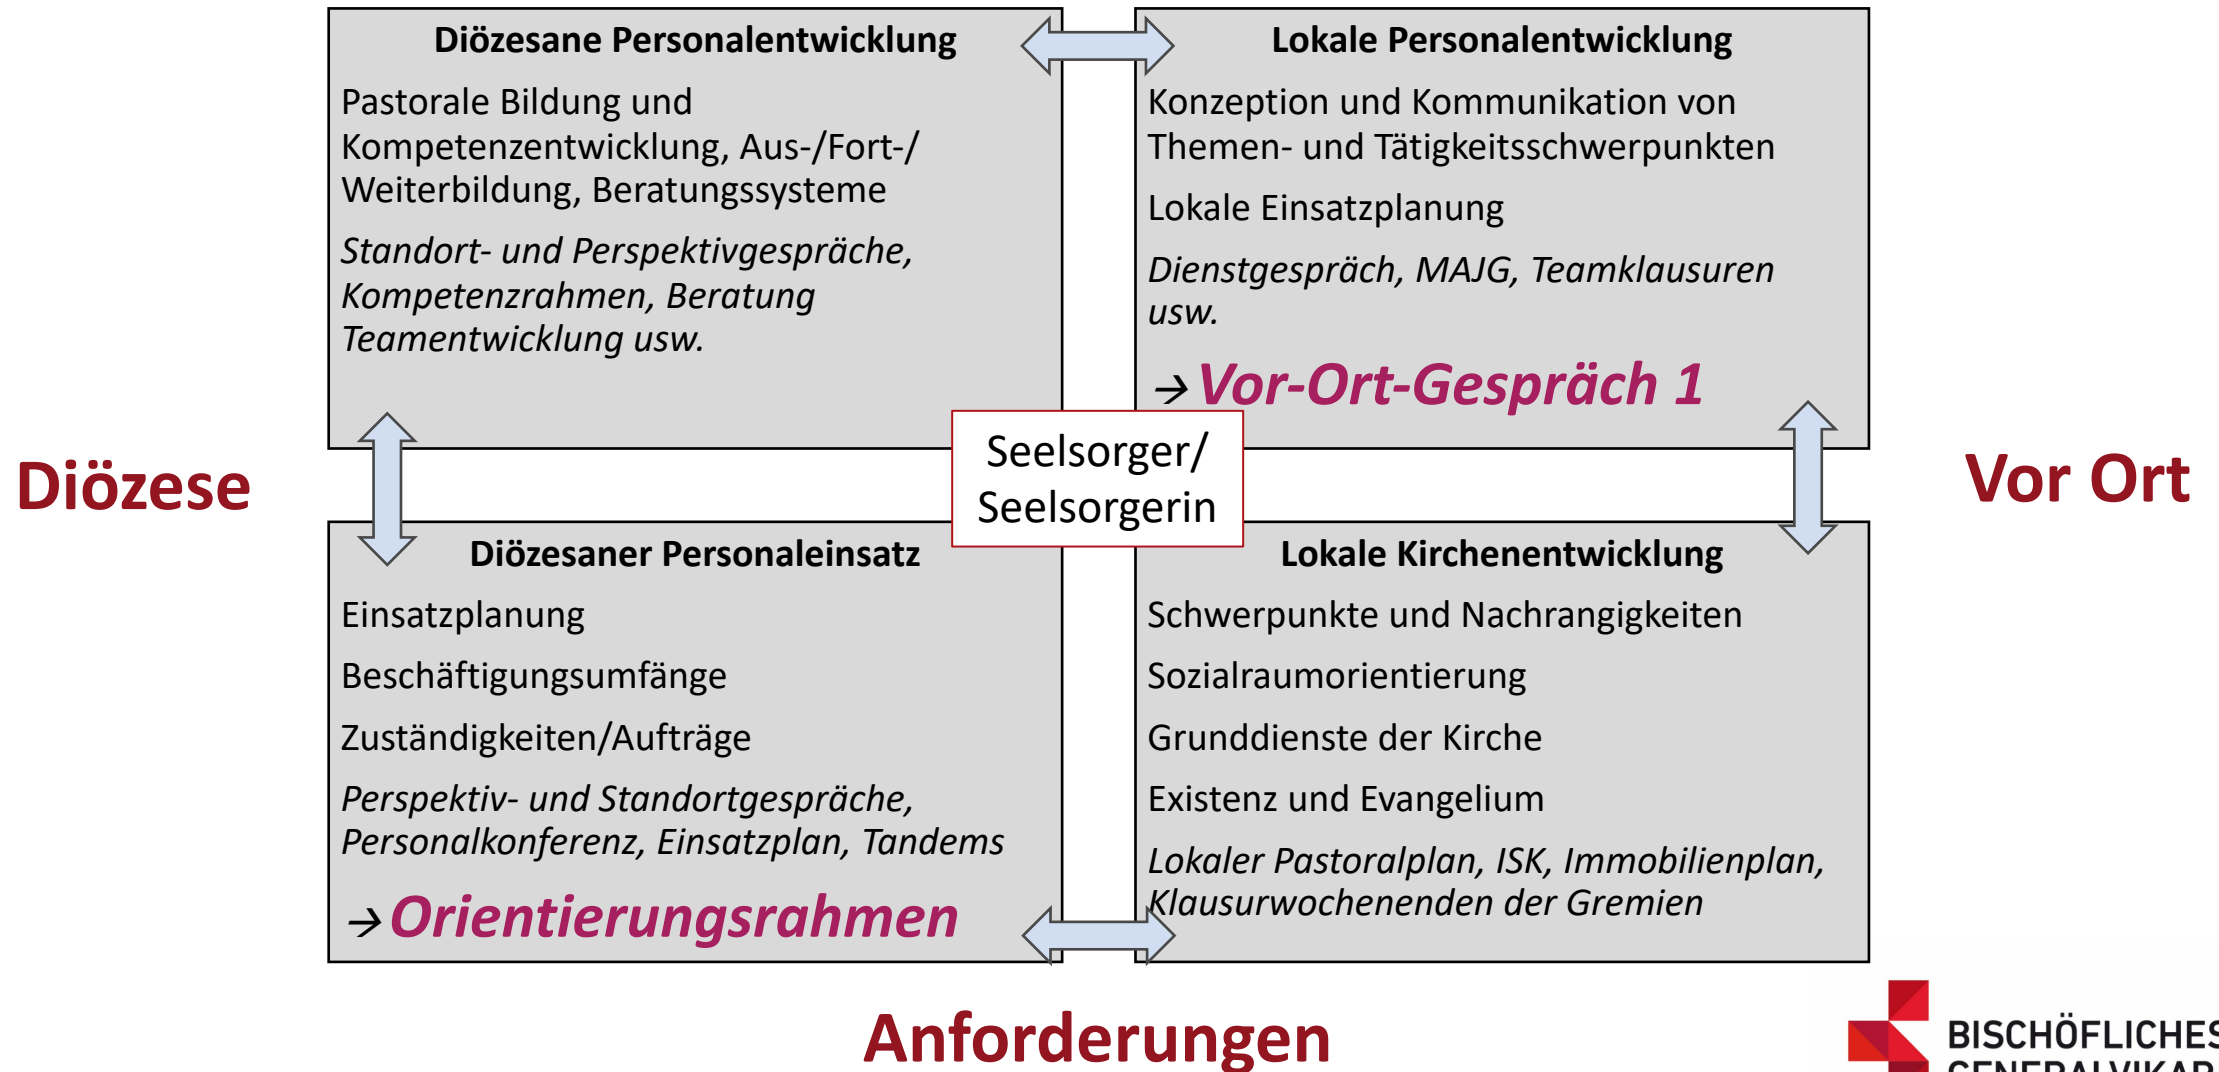 Diözesane Personalentwicklung
Pastorale Bildung und
Kompetenzentwicklung, Aus-/Fort-/
Weiterbildung, Beratungssysteme
Standort- und Perspektivgespräche,
Kompetenzrahmen, Beratung
Teamentwicklung usw.
Lokale Personalentwicklung
Konzeption und Kommunikation von
Themen- und Tätigkeitsschwerpunkten
Lokale Einsatzplanung
Dienstgespräch, MAJG, Teamklausuren
usw.
→ Vor-Ort-Gespräch 1
Diözese
Seelsorger/
Seelsorgerin
Vor Ort
Diözesaner Personaleinsatz
Einsatzplanung
Beschäftigungsumfänge
Zuständigkeiten/Aufträge
Perspektiv- und Standortgespräche,
Personalkonferenz, Einsatzplan, Tandems
→ Orientierungsrahmen
Lokale Kirchenentwicklung
Schwerpunkte und Nachrangigkeiten
Sozialraumorientierung
Grunddienste der Kirche
Existenz und Evangelium
Lokaler Pastoralplan, ISK, Immobilienplan,
Klausurwochenenden der Gremien
Anforderungen
BISCHÖFLICHES